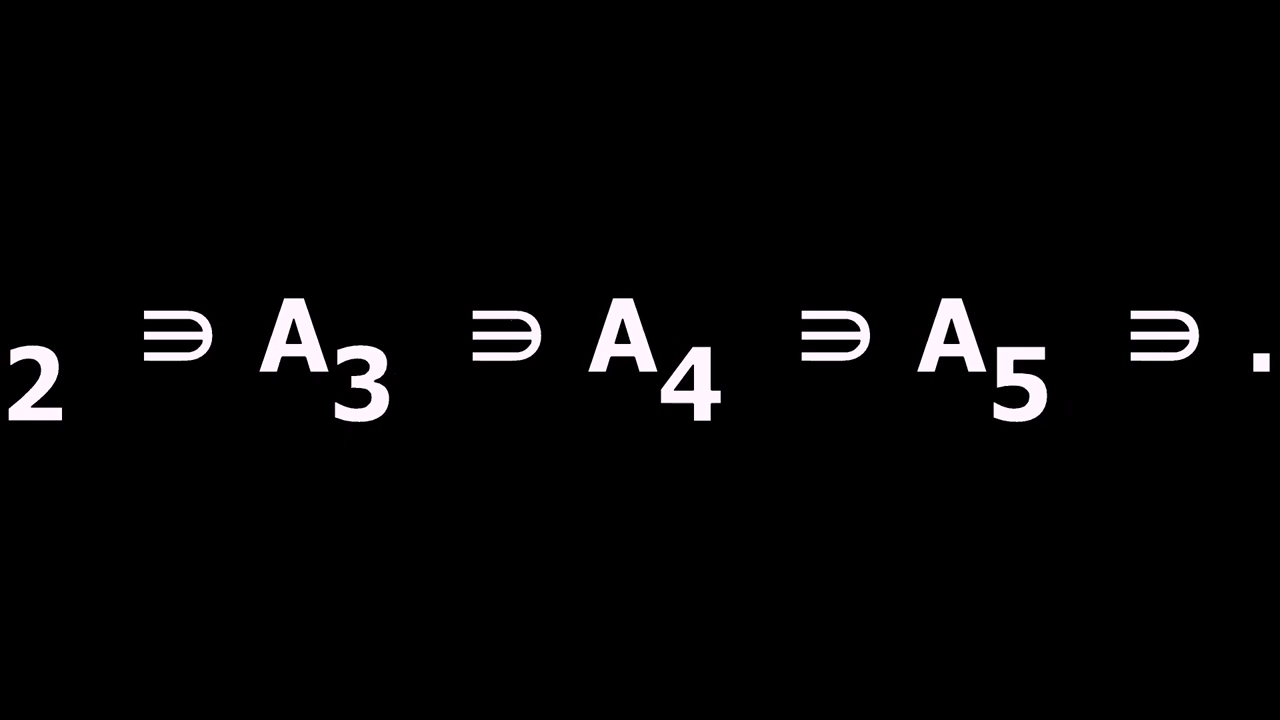 ₂ ∋ A₃ ∋ A₄ ∋ A₅ ∋ .